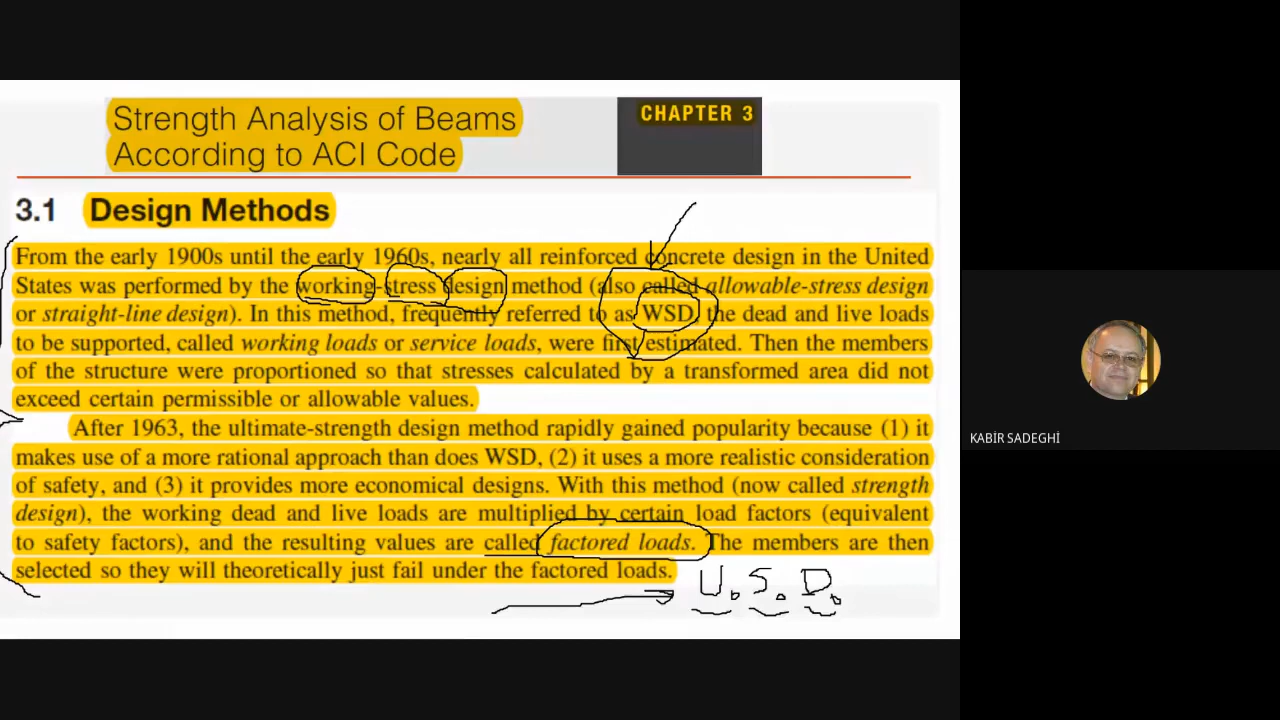 Strength Analysis of Beams
According to ACI Code
CHAPTER 3
3.1 Design Methods
From the early 1900s until the early 1960s, nearly all reinforced concrete design in the United
States was performed by the working-stress design method (also called allowable-stress design
or straight-line design). In this method, frequently referred to as WSD, the dead and live loads
to be supported, called working loads or service loads, were first estimated. Then the members
of the structure were proportioned so that stresses calculated by a transformed area did not
exceed certain permissible or allowable values.
After 1963, the ultimate-strength design method rapidly gained popularity because (1) it
makes use of a more rational approach than does WSD, (2) it uses a more realistic consideration
of safety, and (3) it provides more economical designs. With this method (now called strength
design), the working dead and live loads are multiplied by certain load factors (equivalent
to safety factors), and the resulting values are called factored loads. The members are then
selected so they will theoretically just fail under the factored loads.
U.S.D.
KABİR SADEGHİ